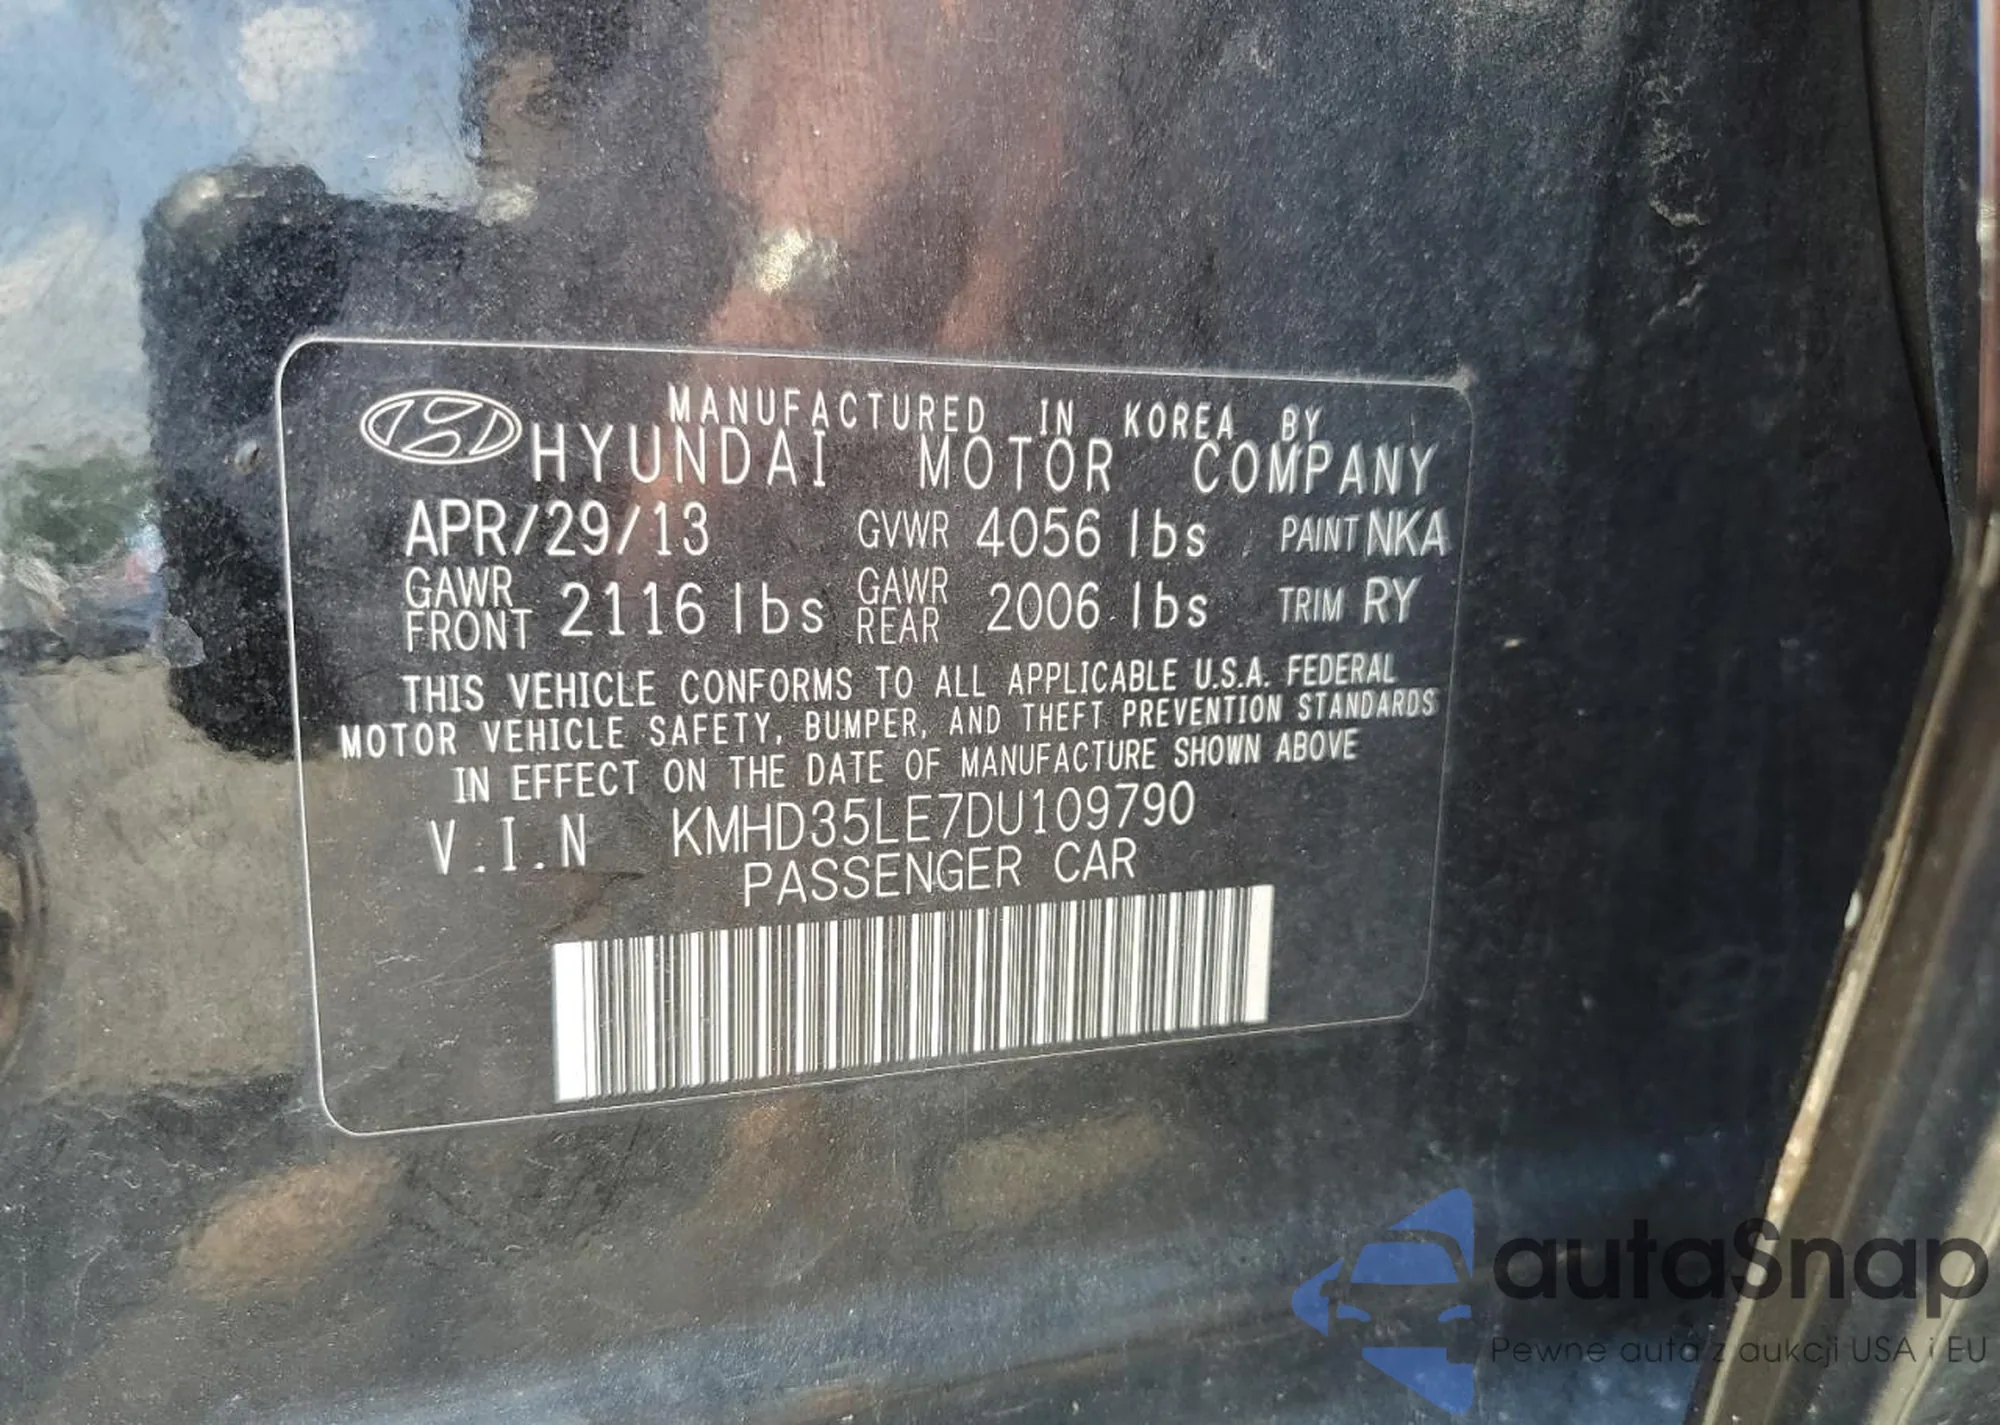 MANUFACTURED IN KOREA BY
HYUNDAI MOTOR COMPANY
APR/29/13 GVWR 4056 lbs PAINT NKA
GAWR FRONT 2116 lbs GAWR REAR 2006 lbs TRIM RY
THIS VEHICLE CONFORMS TO ALL APPLICABLE U.S.A. FEDERAL
MOTOR VEHICLE SAFETY, BUMPER, AND THEFT PREVENTION STANDARDS
IN EFFECT ON THE DATE OF MANUFACTURE SHOWN ABOVE
V.I.N KMHD35LE7DU109790
PASSENGER CAR
autaSnap
Pewne auta z aukcji USA i EU